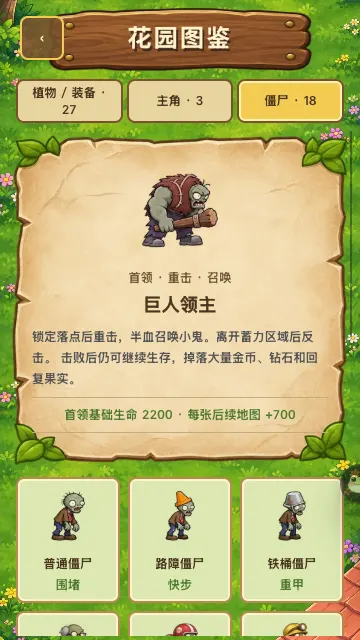 ‹
花园图鉴
植物 / 装备 ·
27
主角 · 3
僵尸 · 18
首领 · 重击 · 召唤
巨人领主
锁定落点后重击，半血召唤小鬼。离开蓄力区域后反
击。 击败后仍可继续生存，掉落大量金币、钻石和回
复果实。
首领基础生命 2200 · 每张后续地图 +700
普通僵尸
围堵
路障僵尸
快步
铁桶僵尸
重甲